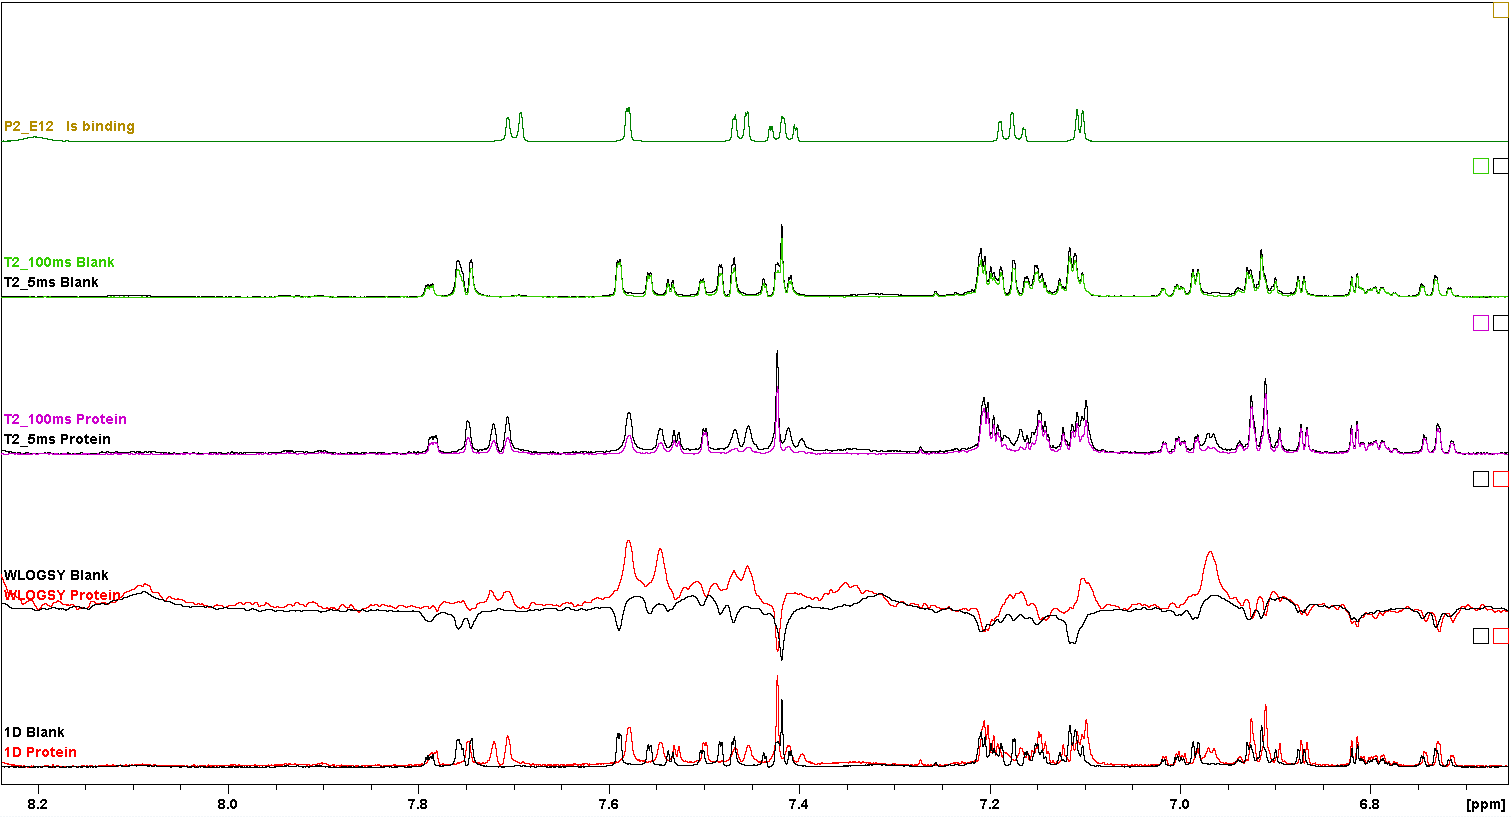 P2_E12 Is binding
T2_100ms Blank
T2_5ms Blank
T2_100ms Protein
T2_5ms Protein
WLOGSY Blank
WLOGSY Protein
1D Blank
1D Protein
8.2 8.0 7.8 7.6 7.4 7.2 7.0 6.8 [ppm]